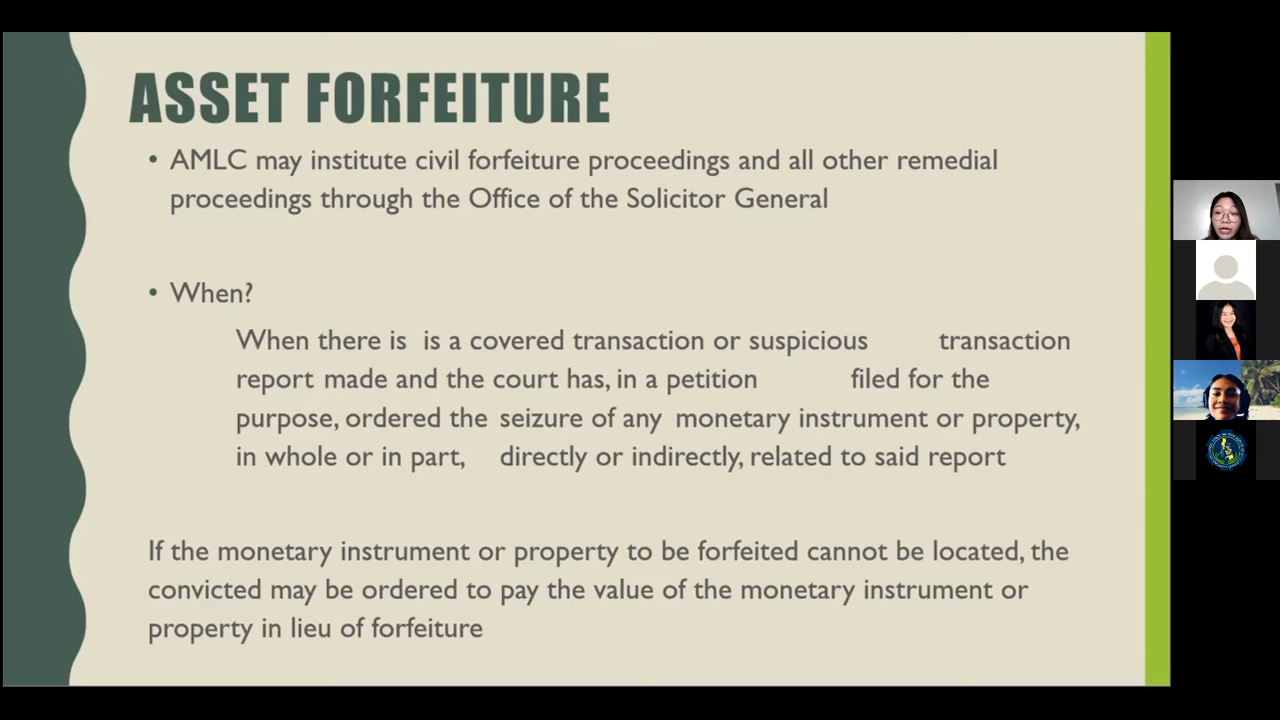 ASSET FORFEITURE
• AMLC may institute civil forfeiture proceedings and all other remedial
proceedings through the Office of the Solicitor General
• When?
When there is is a covered transaction or suspicious transaction
report made and the court has, in a petition filed for the
purpose, ordered the seizure of any monetary instrument or property,
in whole or in part, directly or indirectly, related to said report
If the monetary instrument or property to be forfeited cannot be located, the
convicted may be ordered to pay the value of the monetary instrument or
property in lieu of forfeiture